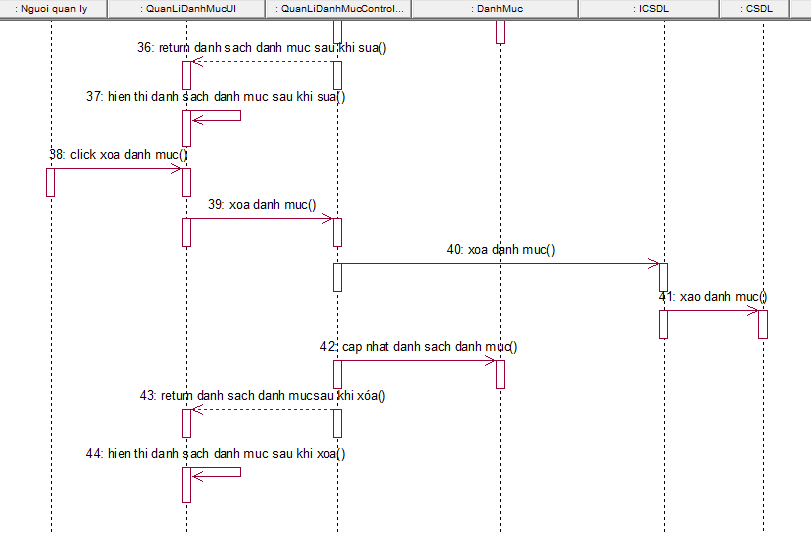 : Nguoi quan ly
: QuanLiDanhMucUI
: QuanLiDanhMucControl...
: DanhMuc
: ICSDL
: CSDL
36: return danh sach danh muc sau khi sua()
37: hien thi danh sach danh muc sau khi sua()
38: click xoa danh muc()
39: xoa danh muc()
40: xoa danh muc()
41: xao danh muc()
42: cap nhat danh sach danh muc()
43: return danh sach danh mucsau khi xóa()
44: hien thi danh sach danh muc sau khi xoa()